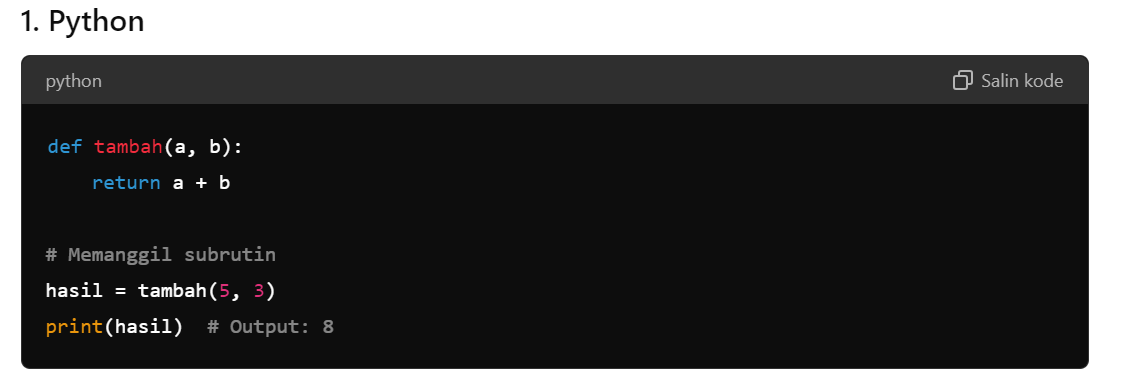 1. Python
python
Salin kode
def tambah(a, b):
    return a + b
# Memanggil subrutin
hasil = tambah(5, 3)
print(hasil)  # Output: 8